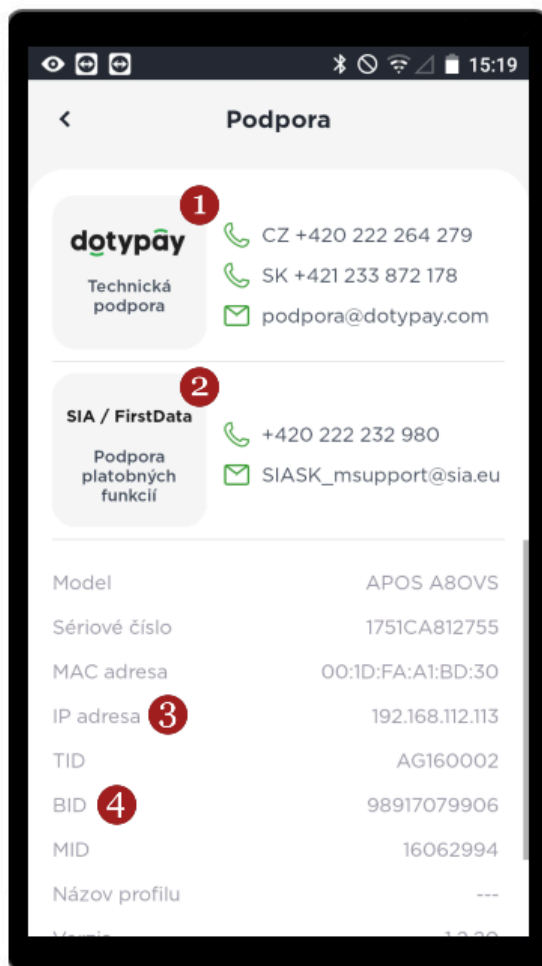 15:19
Podpora
1
dotypay
Technická
podpora
CZ +420 222 264 279
SK +421 233 872 178
podpora@dotypay.com
2
SIA / FirstData
Podpora
platobných
funkcií
+420 222 232 980
SIASK_msupport@sia.eu
Model APOS A8OVS
Sériové číslo 1751CA812755
MAC adresa 00:1D:FA:A1:BD:30
IP adresa 3 192.168.112.113
TID AG160002
BID 4 98917079906
MID 16062994
Názov profilu ---